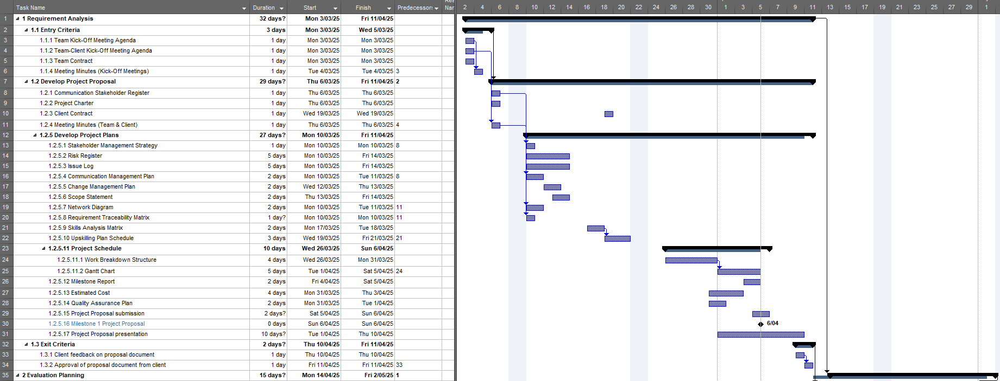 Task Name Duration Start Finish Predecessors Res Nar 2 4 6 8 10 12 14 16 18 20 22 24 26 28 30 1 3 5 7 9 11 13 15 17 19 21 23 25 27 29 1
1 1 Requirement Analysis 32 days? Mon 3/03/25 Fri 11/04/25
2 1.1 Entry Criteria 3 days Mon 3/03/25 Wed 5/03/25
3 1.1.1 Team Kick-Off Meeting Agenda 1 day Mon 3/03/25 Mon 3/03/25
4 1.1.2 Team-Client Kick-Off Meeting Agenda 1 day Mon 3/03/25 Mon 3/03/25
5 1.1.3 Team Contract 1 day Mon 3/03/25 Mon 3/03/25
6 1.1.4 Meeting Minutes (Kick-Off Meetings) 1 day Tue 4/03/25 Tue 4/03/25 3
7 1.2 Develop Project Proposal 29 days? Thu 6/03/25 Fri 11/04/25 2
8 1.2.1 Communication Stakeholder Register 1 day Thu 6/03/25 Thu 6/03/25
9 1.2.2 Project Charter 1 day Thu 6/03/25 Thu 6/03/25
10 1.2.3 Client Contract 1 day Wed 19/03/25 Wed 19/03/25
11 1.2.4 Meeting Minutes (Team & Client) 1 day Thu 6/03/25 Thu 6/03/25 4
12 1.2.5 Develop Project Plans 27 days? Mon 10/03/25 Fri 11/04/25
13 1.2.5.1 Stakeholder Management Strategy 1 day Mon 10/03/25 Mon 10/03/25 8
14 1.2.5.2 Risk Register 5 days Mon 10/03/25 Fri 14/03/25
15 1.2.5.3 Issue Log 5 days Mon 10/03/25 Fri 14/03/25
16 1.2.5.4 Communication Management Plan 2 days Mon 10/03/25 Tue 11/03/25 8
17 1.2.5.5 Change Management Plan 2 days Wed 12/03/25 Thu 13/03/25
18 1.2.5.6 Scope Statement 2 days Thu 13/03/25 Fri 14/03/25
19 1.2.5.7 Network Diagram 2 days Mon 10/03/25 Tue 11/03/25 11
20 1.2.5.8 Requirement Traceability Matrix 1 day? Mon 10/03/25 Mon 10/03/25 11
21 1.2.5.9 Skills Analysis Matrix 2 days Mon 17/03/25 Tue 18/03/25
22 1.2.5.10 Upskilling Plan Schedule 3 days Wed 19/03/25 Fri 21/03/25 21
23 1.2.5.11 Project Schedule 10 days Wed 26/03/25 Sun 6/04/25
24 1.2.5.11.1 Work Breakdown Structure 4 days Wed 26/03/25 Mon 31/03/25
25 1.2.5.11.2 Gantt Chart 5 days Tue 1/04/25 Sat 5/04/25 24
26 1.2.5.12 Milestone Report 2 days Fri 4/04/25 Sat 5/04/25
27 1.2.5.13 Estimated Cost 4 days Mon 31/03/25 Thu 3/04/25
28 1.2.5.14 Quality Assurance Plan 2 days Mon 31/03/25 Tue 1/04/25
29 1.2.5.15 Project Proposal submission 2 days? Sat 5/04/25 Sun 6/04/25
30 1.2.5.16 Milestone 1 Project Proposal 0 days Sun 6/04/25 Sun 6/04/25 6/04
31 1.2.5.17 Project Proposal presentation 10 days? Tue 1/04/25 Thu 10/04/25
32 1.3 Exit Criteria 2 days? Thu 10/04/25 Fri 11/04/25
33 1.3.1 Client feedback on proposal document 1 day Thu 10/04/25 Thu 10/04/25
34 1.3.2 Approval of proposal document from client 1 day Fri 11/04/25 Fri 11/04/25 33
35 2 Evaluation Planning 15 days? Mon 14/04/25 Fri 2/05/25 1